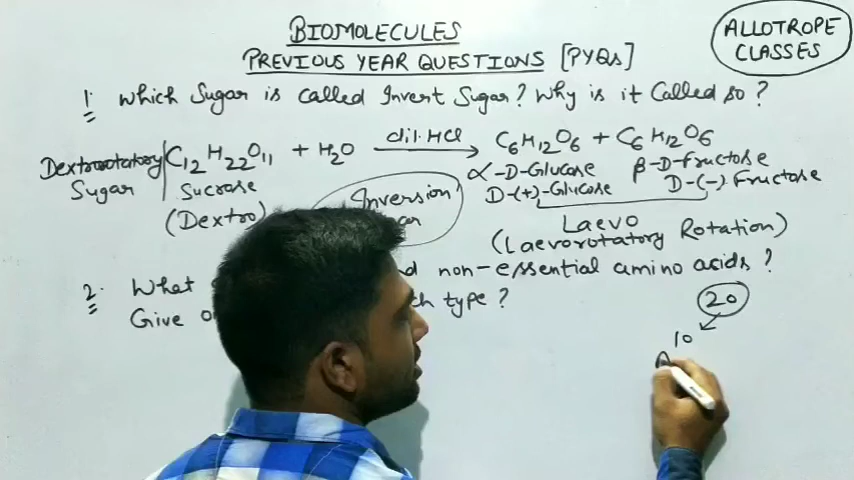 BIOMOLECULES
PREVIOUS YEAR QUESTIONS [PYQs]
ALLOTROPE
CLASSES
1. Which Sugar is called Invert Sugar? Why is it Called so?
C12H22O11 + H2O dil. HCl C6H12O6 + C6H12O6
Dextrorotatory
Sugar
Sucrose
(Dextro)
α-D-Glucose β-D-fructose
D-(+)-Glucose D-(-) Fructose
Inversion
Laevo
(Laevorotatory Rotation)
2. What non-essential amino acids?
Give type?
20
10